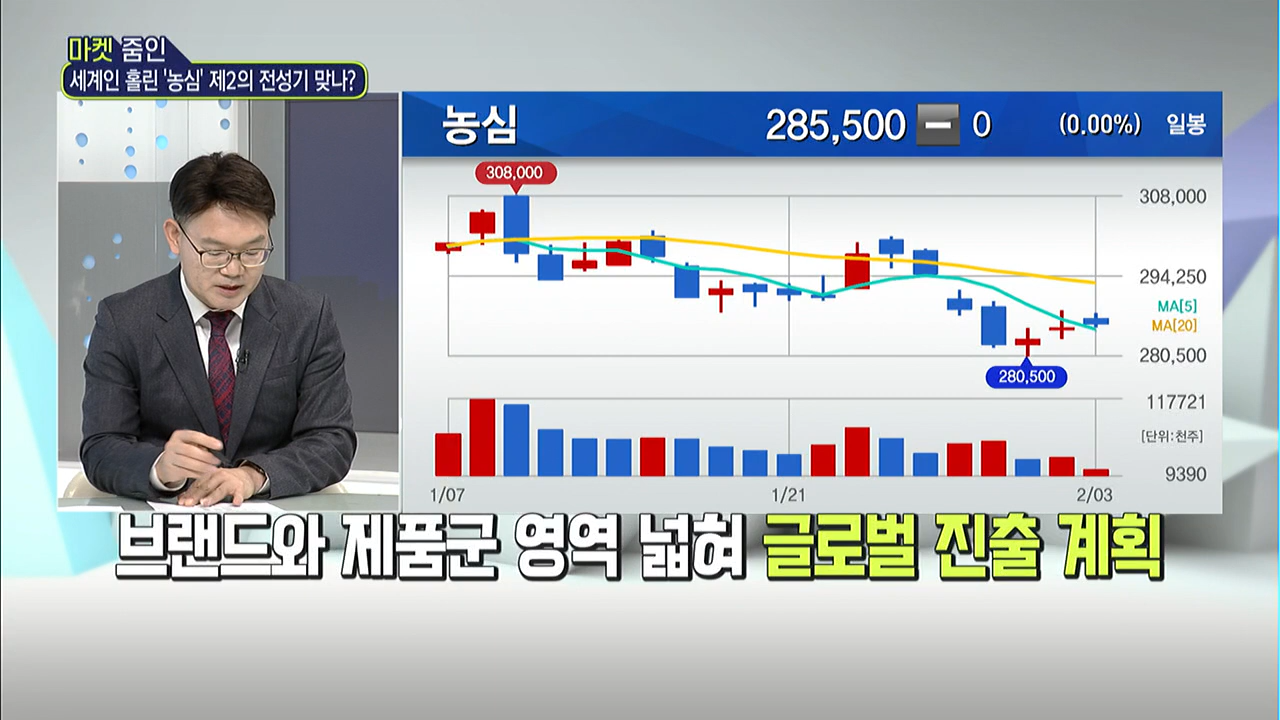 마켓 줌인
세계인 홀린 '농심' 제2의 전성기 맞나?
농심 285,500 0 (0.00%) 일봉
308,000
308,000
294,250
MA[5]
MA[20]
280,500
280,500
117721
[단위:천주]
9390
1/07 1/21 2/03
브랜드와 제품군 영역 넓혀 글로벌 진출 계획